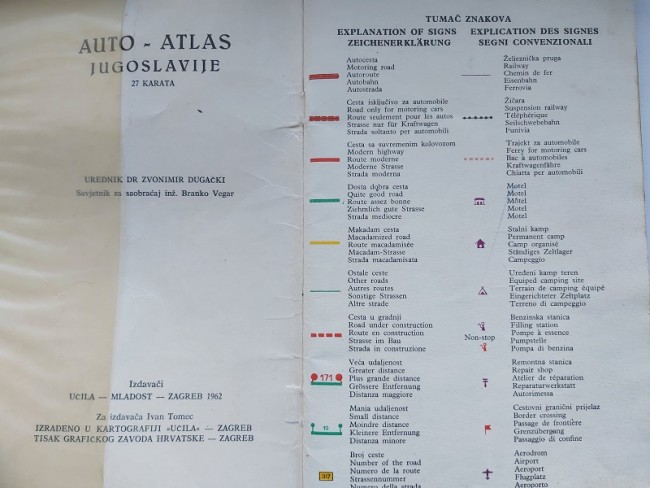 AUTO - ATLAS
JUGOSLAVIJE
27 KARATA
UREDNIK DR ZVONIMIR DUGAČKI
Savjetnik za saobraćaj inž. Branko Vegar
Izdavači
UČILA — MLADOST — ZAGREB 1962
Za izdavača Ivan Tomec
IZRAĐENO U KARTOGRAFIJI »UČILA« — ZAGREB
TISAK GRAFIČKOG ZAVODA HRVATSKE — ZAGREB
TUMAČ ZNAKOVA
EXPLANATION OF SIGNS
ZEICHENERKLÄRUNG
Autocesta
Motoring road
Autoroute
Autobahn
Autostrada
Cesta isključivo za automobile
Road only for motoring cars
Route seulement pour les autos
Strasse nur für Kraftwagen
Strada soltanto per automobili
Cesta sa suvremenim kolovozom
Modern highway
Route moderne
Moderne Strasse
Strada moderna
Dosta dobra cesta
Quite good road
Route assez bonne
Ziehmlich gute Strasse
Strada mediocre
Makadam cesta
Macadamized road
Route macadamisée
Macadam-Strasse
Strada macadamisata
Ostale ceste
Other roads
Autres routes
Sonstige Strassen
Altre strade
Cesta u gradnji
Road under construction
Route en construction
Strasse im Bau
Strada in construzione
Veća udaljenost
Greater distance
171 Plus grande distance
Grössere Entfernung
Distanza maggiore
Manja udaljenost
Small distance
Moindre distance
Kleinere Entfernung
Distanza minore
Broj ceste
Number of the road
Numero de la route
Strassennummer
Numero della strada
EXPLICATION DES SIGNES
SEGNI CONVENZIONALI
Željeznička pruga
Railway
Chemin de fer
Eisenbahn
Ferrovia
Žičara
Suspension railway
Téléphérique
Seilschwebebahn
Funivia
Trajekt za automobile
Ferry for motoring cars
Bac à automobiles
Kraftwagenfähre
Chiatta per automobili
Motel
Motel
Môtel
Motel
Motel
Stalni kamp
Permanent camp
Camp organisé
Ständiges Zeltlager
Campeggio
Uređeni kamp teren
Equiped camping site
Terrain de camping équipé
Eingerichteter Zeltplatz
Terreno di campeggio
Benzinska stanica
Filling station
Non-stop Pompe à essence
Pumpstelle
Pompa di benzina
Remontna stanica
Repair shop
Atelier de réparation
Reparaturwerkstatt
Autorimessa
Cestovni granični prijelaz
Border crossing
Passage de frontière
Grenzübergang
Passaggio di confine
Aerodrom
Airport
Aeroport
Flugplatz
Aeroporto